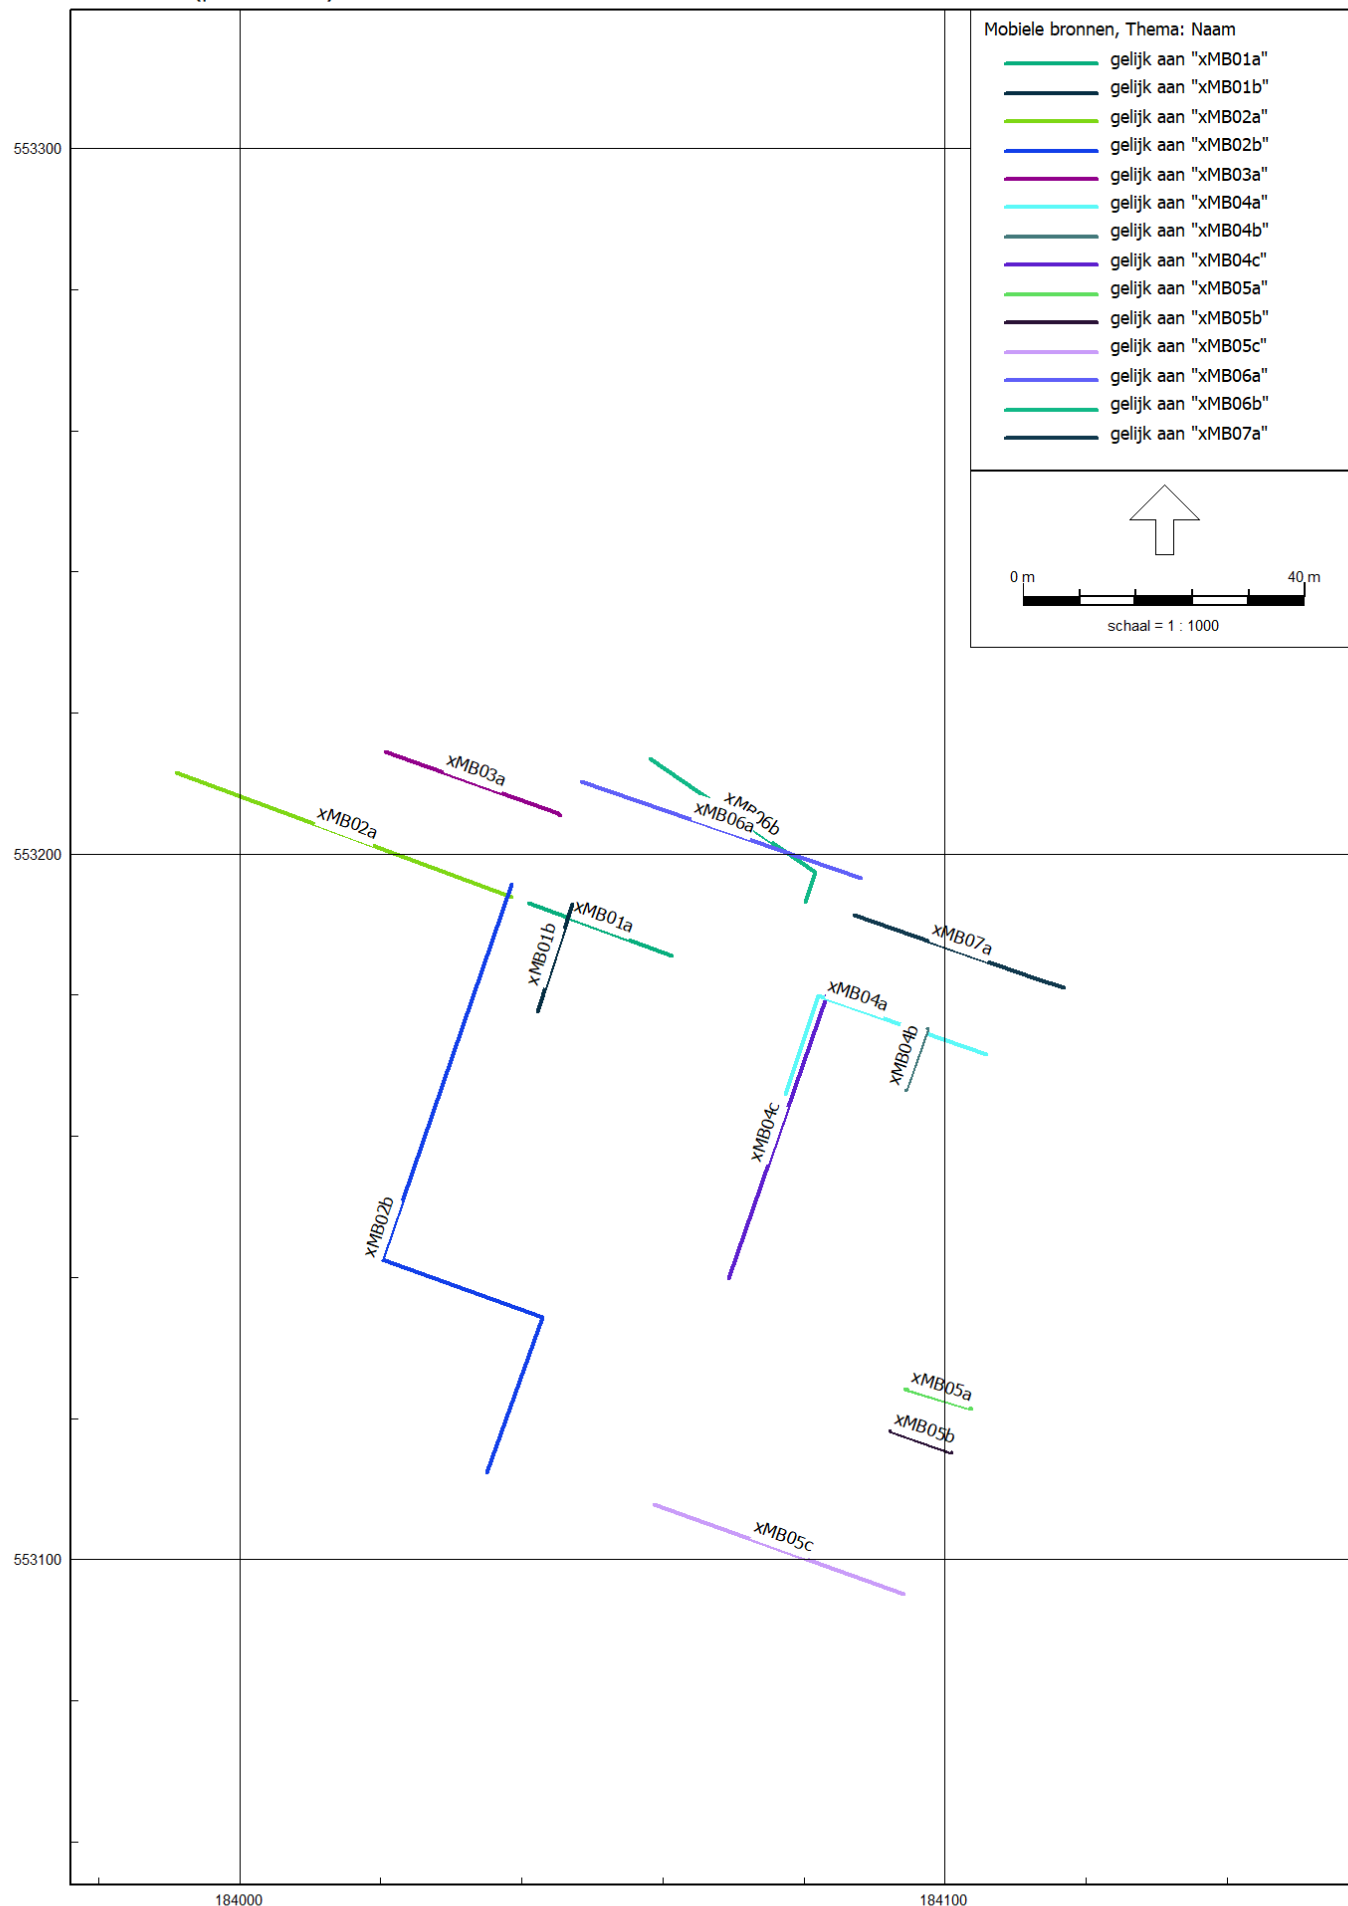 Mobiele bronnen, Thema: Naam
gelijk aan "xMB01a"
gelijk aan "xMB01b"
gelijk aan "xMB02a"
gelijk aan "xMB02b"
gelijk aan "xMB03a"
gelijk aan "xMB04a"
gelijk aan "xMB04b"
gelijk aan "xMB04c"
gelijk aan "xMB05a"
gelijk aan "xMB05b"
gelijk aan "xMB05c"
gelijk aan "xMB06a"
gelijk aan "xMB06b"
gelijk aan "xMB07a"
0 m 40 m
schaal = 1 : 1000
553300
xMB03a
xMB02a
xMB06b
xMB06a
553200
xMB01a
xMB01b
xMB07a
xMB04a
xMB04b
xMB04c
xMB02b
xMB05a
xMB05b
xMB05c
553100
184000 184100